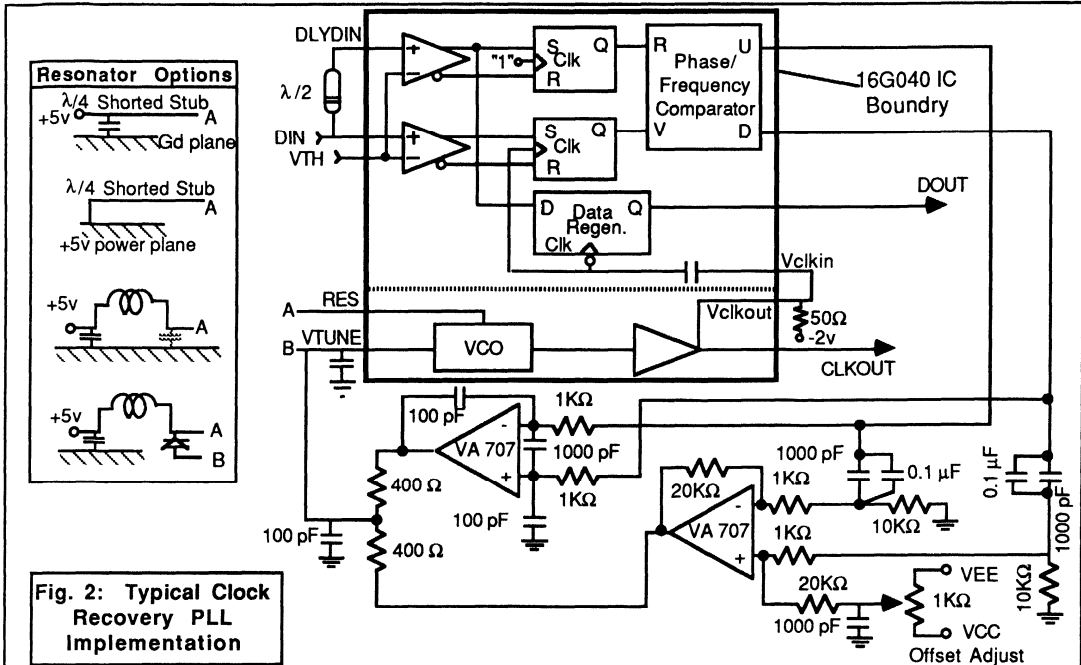 Resonator Options
λ/4 Shorted Stub
+5v
A
Gd plane
λ/4 Shorted Stub
A
+5v power plane
+5v
A
+5v
A
B
Fig. 2: Typical Clock
Recovery PLL
Implementation
DLYDIN
λ/2
DIN
VTH
+
−
+
−
"1"
S
Clk
R
Q
S
Clk
R
Q
R
U
Phase/
Frequency
Comparator
V
D
16G040 IC
Boundry
D
Q
Data
Regen.
Clk
DOUT
Vclkin
Vclkout
50Ω
-2v
A
RES
B
VTUNE
VCO
CLKOUT
100 pF
1KΩ
-
VA 707
+
1000 pF
1KΩ
100 pF
400 Ω
400 Ω
100 pF
20KΩ
-
VA 707
+
1000 pF
0.1 µF
1KΩ
10KΩ
1KΩ
20KΩ
1000 pF
0.1 µF
1000 pF
10KΩ
VEE
1KΩ
VCC
Offset Adjust